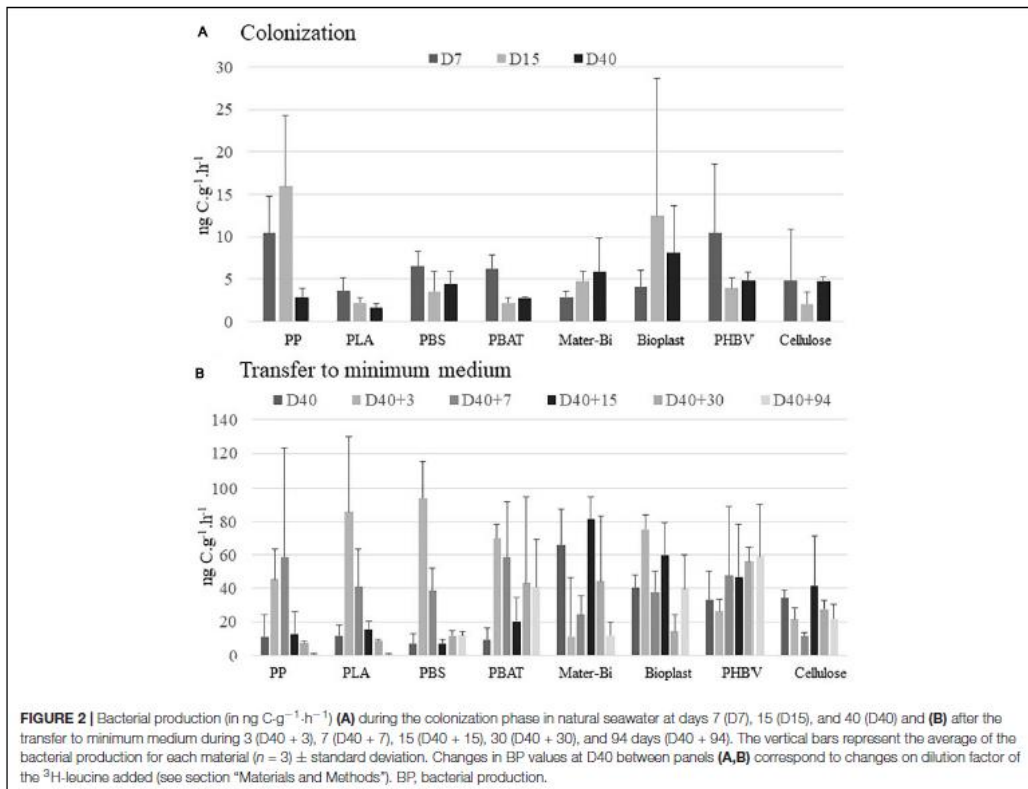 A Colonization
D7 D15 D40
30
25
20
15
10
5
0
ng C.g-1.h-1
PP PLA PBS PBAT Mater-Bi Bioplast PHBV Cellulose
B Transfer to minimum medium
D40 D40+3 D40+7 D40+15 D40+30 D40+94
140
120
100
80
60
40
20
0
ng C.g-1.h-1
PP PLA PBS PBAT Mater-Bi Bioplast PHBV Cellulose
FIGURE 2 | Bacterial production (in ng C·g−1·h−1) (A) during the colonization phase in natural seawater at days 7 (D7), 15 (D15), and 40 (D40) and (B) after the
transfer to minimum medium during 3 (D40 + 3), 7 (D40 + 7), 15 (D40 + 15), 30 (D40 + 30), and 94 days (D40 + 94). The vertical bars represent the average of the
bacterial production for each material (n = 3) ± standard deviation. Changes in BP values at D40 between panels (A,B) correspond to changes on dilution factor of
the 3H-leucine added (see section “Materials and Methods”). BP, bacterial production.